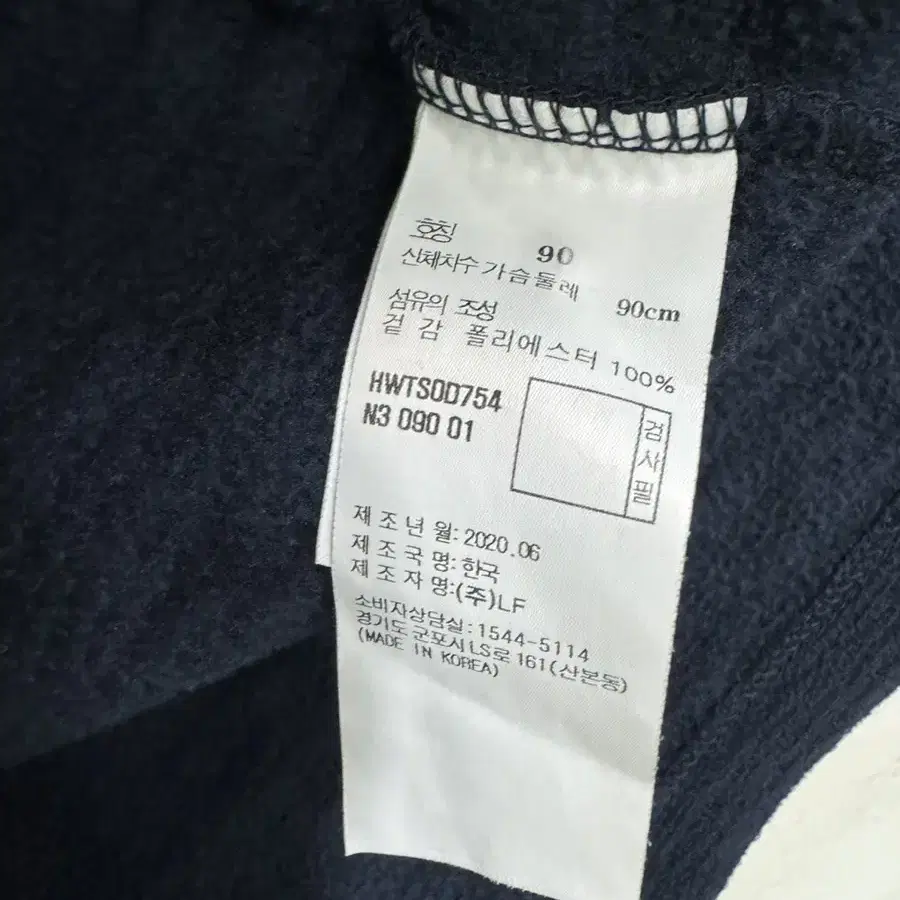 호칭 90
신체치수 가슴둘레 90cm
섬유의 조성
겉감 폴리에스터 100%
HWTS0D754
N3 090 01
검사필
제조년월: 2020.06
제조국명: 한국
제조자명:(주)LF
소비자상담실:1544-5114
경기도 군포시 LS로 161(산본동)
(MADE IN KOREA)